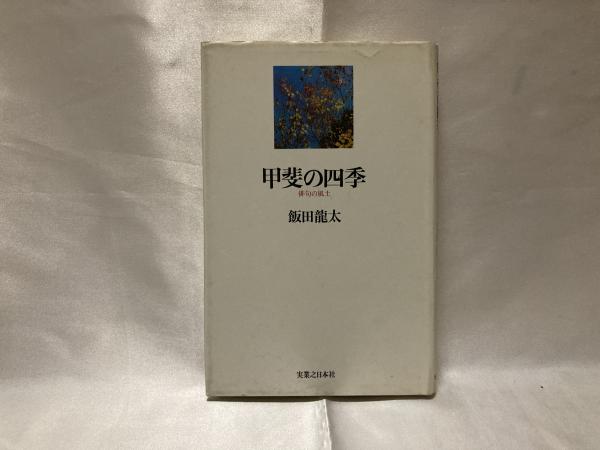 甲斐の四季
俳句の風土
飯田龍太
実業之日本社